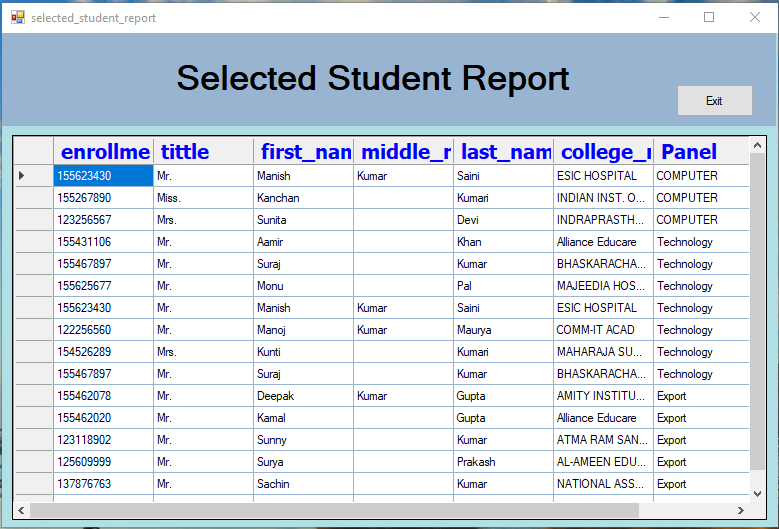 selected_student_report
Selected Student Report
Exit
enrollme tittle first_nan middle_r last_nam college_r Panel
155623430 Mr. Manish Kumar Saini ESIC HOSPITAL COMPUTER
155267890 Miss. Kanchan Kumari INDIAN INST. O... COMPUTER
123256567 Mrs. Sunita Devi INDRAPRASTH... COMPUTER
155431106 Mr. Aamir Khan Alliance Educare Technology
155467897 Mr. Suraj Kumar BHASKARACHA... Technology
155625677 Mr. Monu Pal MAJEEDIA HOS... Technology
155623430 Mr. Manish Kumar Saini ESIC HOSPITAL Technology
122256560 Mr. Manoj Kumar Maurya COMM-IT ACAD Technology
154526289 Mrs. Kunti Kumari MAHARAJA SU... Technology
155467897 Mr. Suraj Kumar BHASKARACHA... Technology
155462078 Mr. Deepak Kumar Gupta AMITY INSTITU... Export
155462020 Mr. Kamal Gupta Alliance Educare Export
123118902 Mr. Sunny Kumar ATMA RAM SAN... Export
125609999 Mr. Surya Prakash AL-AMEEN EDU... Export
137876763 Mr. Sachin Kumar NATIONAL ASS... Export